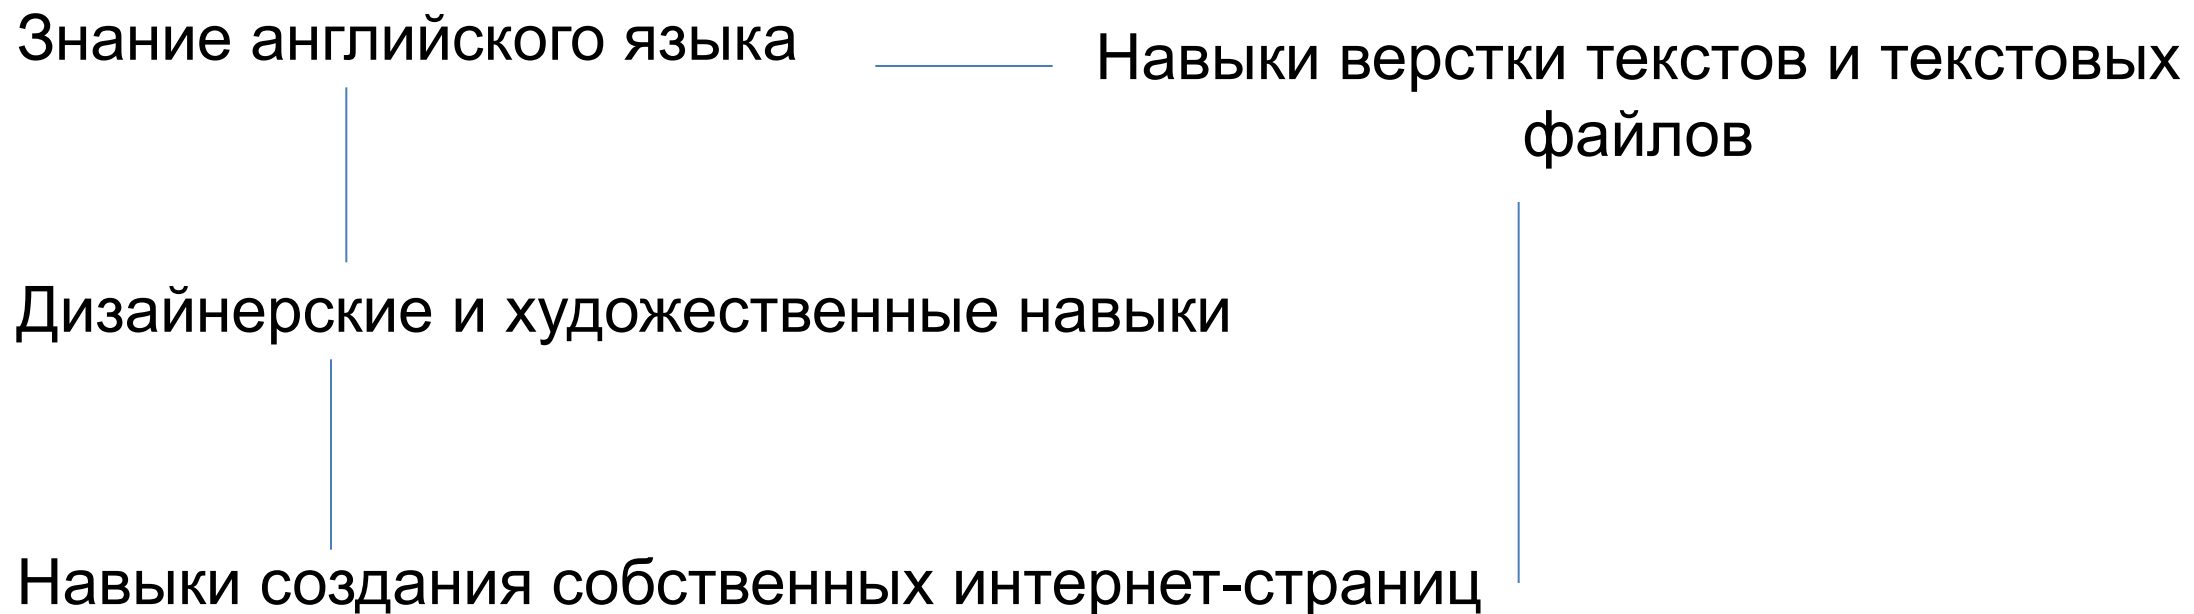 Знание английского языка
Навыки верстки текстов и текстовых
файлов
Дизайнерские и художественные навыки
Навыки создания собственных интернет-страниц